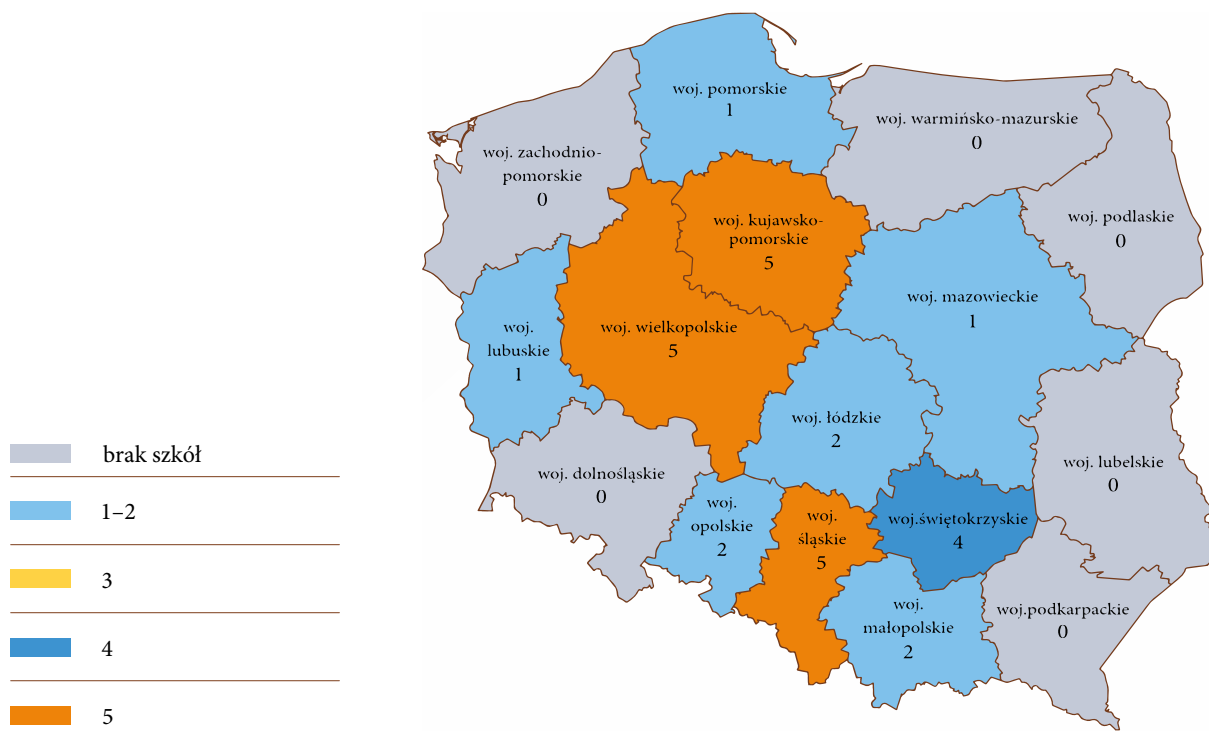 woj. pomorskie
1
woj. warmińsko-mazurskie
0
woj. zachodnio-
pomorskie
0
woj. podlaskie
0
woj. kujawsko-
pomorskie
5
woj. mazowieckie
1
woj. wielkopolskie
5
woj.
lubuskie
1
woj. łódzkie
2
woj. lubelskie
0
woj. dolnośląskie
0
woj.
opolskie
2
woj.
śląskie
5
woj.świętokrzyskie
4
woj.
małopolskie
2
woj.podkarpackie
0
brak szkół
1–2
3
4
5